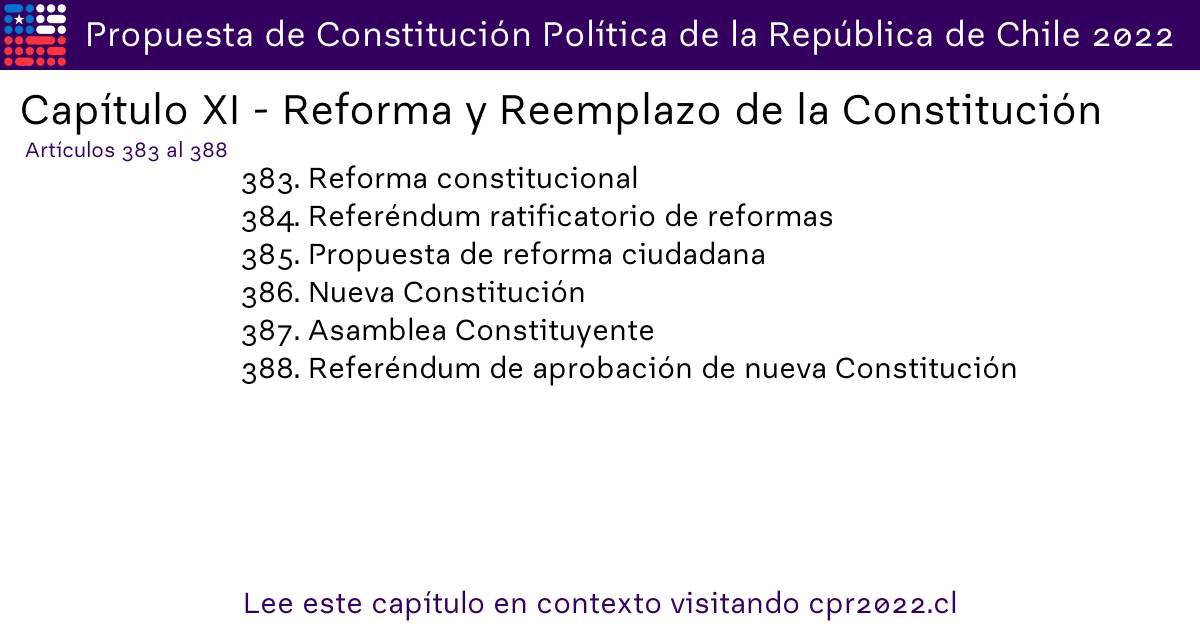 Propuesta de Constitución Política de la República de Chile 2022
Capítulo XI - Reforma y Reemplazo de la Constitución
Artículos 383 al 388
383. Reforma constitucional
384. Referéndum ratificatorio de reformas
385. Propuesta de reforma ciudadana
386. Nueva Constitución
387. Asamblea Constituyente
388. Referéndum de aprobación de nueva Constitución
Lee este capítulo en contexto visitando cpr2022.cl